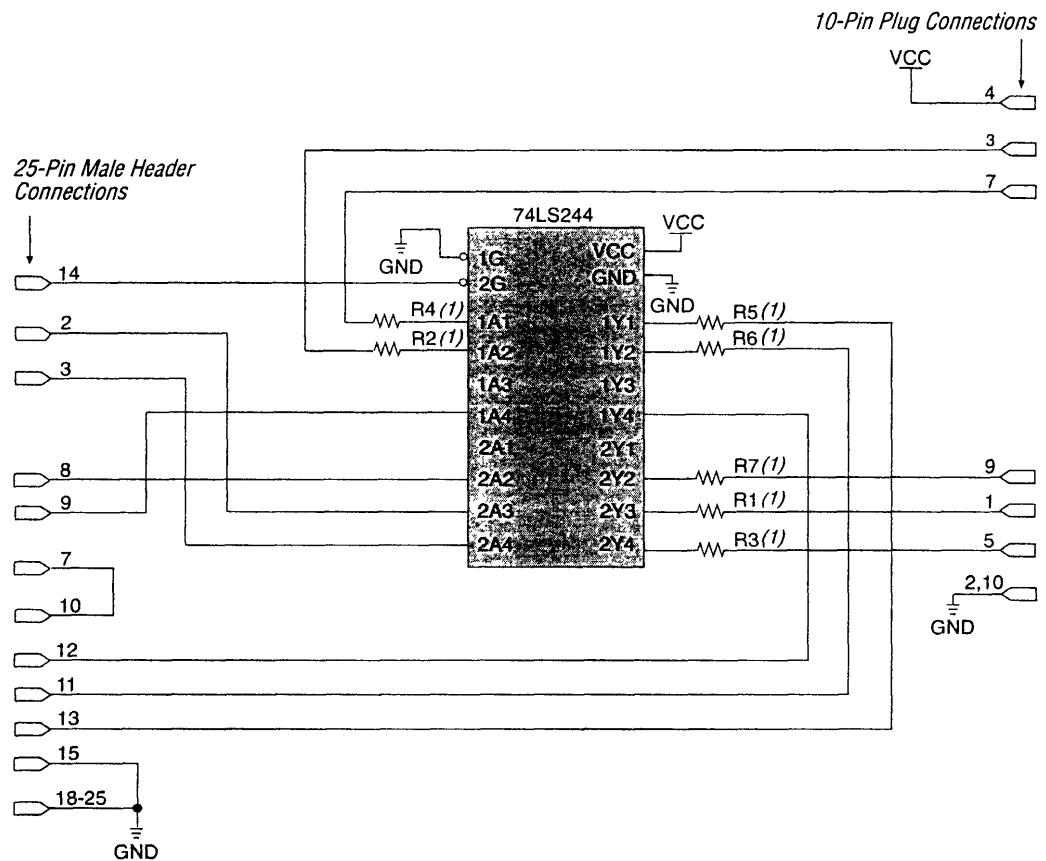 10-Pin Plug Connections
VCC
4
3
25-Pin Male Header
Connections
7
74LS244
VCC
GND
1G
VCC
14
2G
GND
GND
R4(1)
1A1
1Y1
R5(1)
2
R2(1)
1A2
1Y2
R6(1)
3
1A3
1Y3
1A4
1Y4
2A1
2Y1
8
2A2
2Y2
R7(1)
9
9
2A3
2Y3
R1(1)
1
2A4
2Y4
R3(1)
5
7
2,10
GND
10
12
11
13
15
18-25
GND